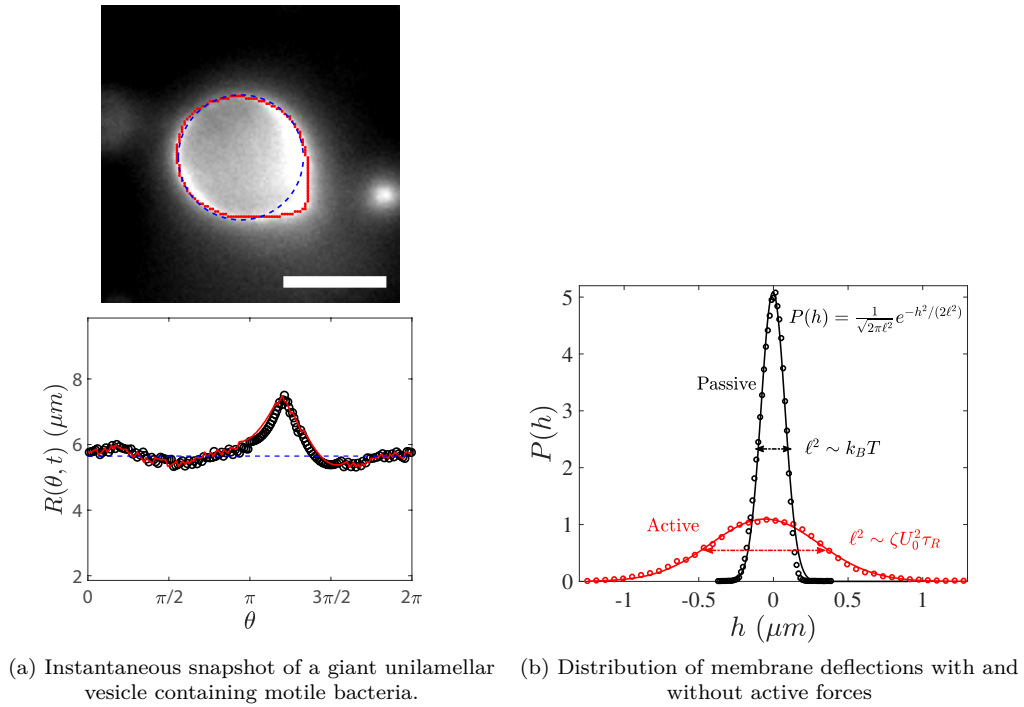 8
6
4
2
R(θ, t) (μm)
0
π/2
π
3π/2
2π
θ
(a) Instantaneous snapshot of a giant unilamellar
vesicle containing motile bacteria.
5
4
3
2
1
0
P(h)
P(h) = 1/√2πℓ² e^{-h²/(2ℓ²)}
Passive
ℓ² ∼ k_BT
Active
ℓ² ∼ ζU₀²τ_R
-1
-0.5
0
0.5
1
h (μm)
(b) Distribution of membrane deflections with and
without active forces